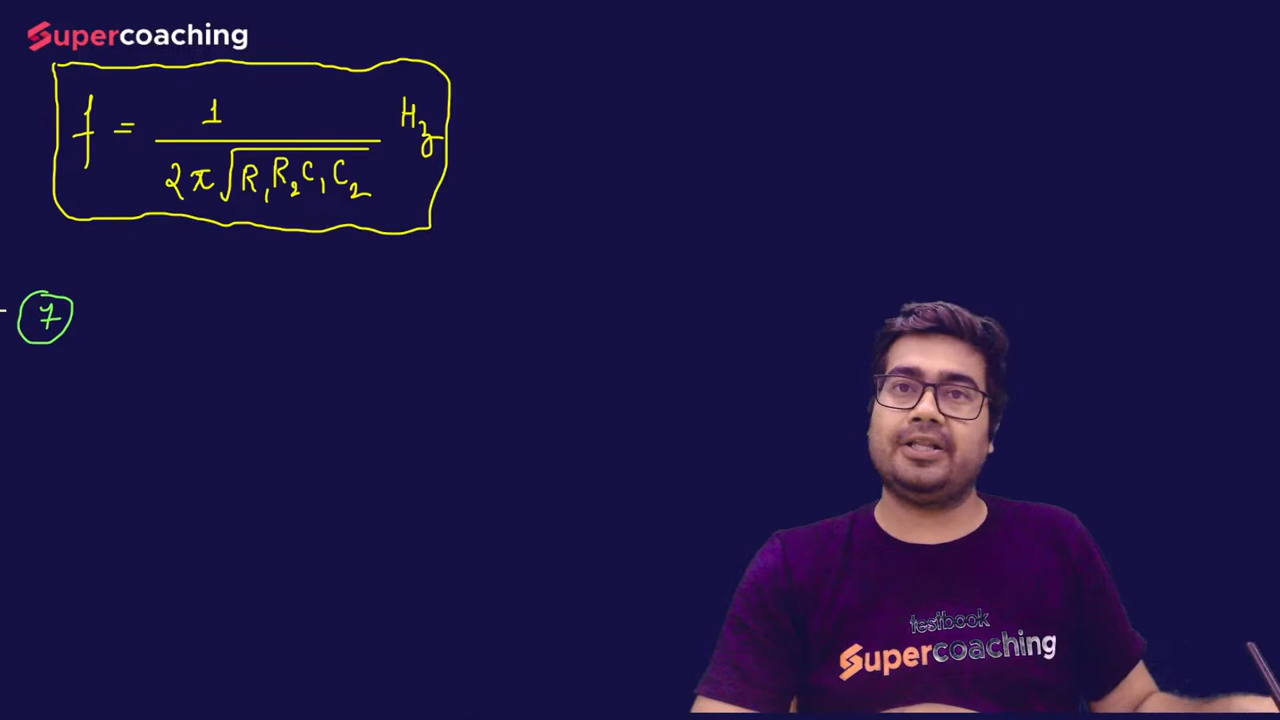 Supercoaching
f = 1 / 2π√R₁R₂C₁C₂ Hz
- 7
testbook
Supercoaching